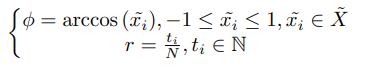 ϕ = arccos (x̃ᵢ), −1 ≤ x̃ᵢ ≤ 1, x̃ᵢ ∈ X̃
r = tᵢ/N, tᵢ ∈ ℕ